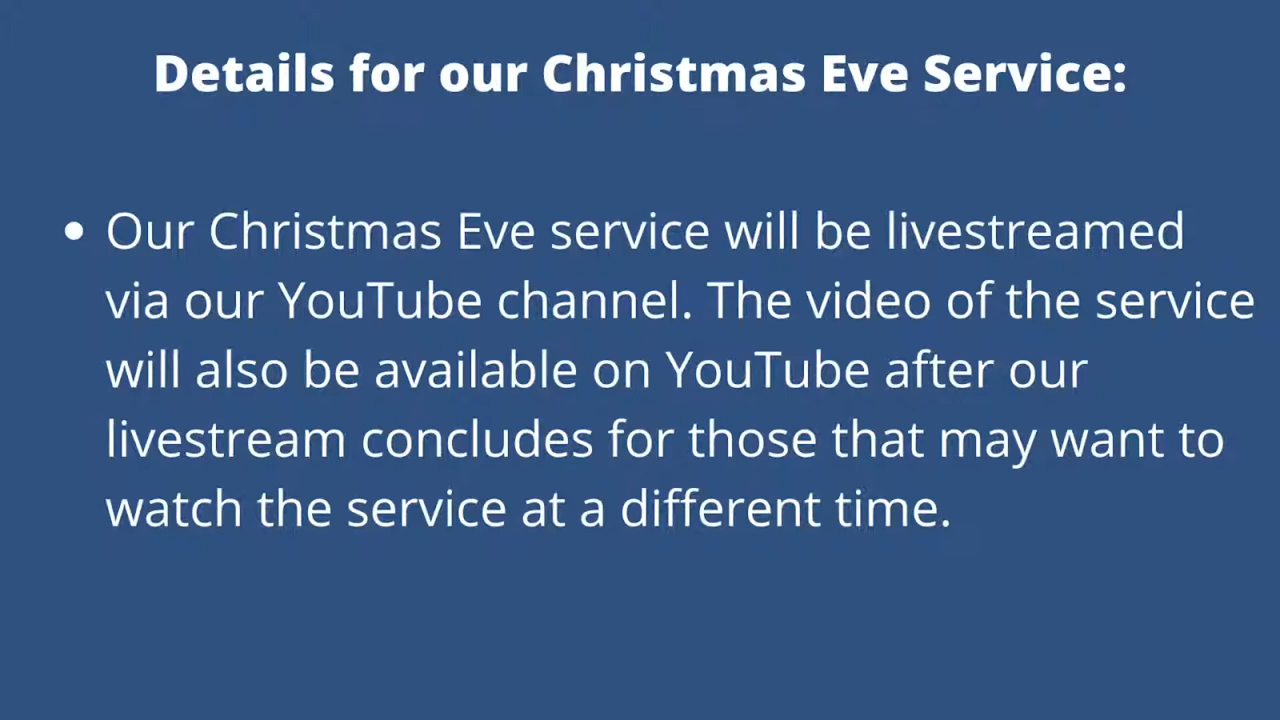 Details for our Christmas Eve Service:
• Our Christmas Eve service will be livestreamed
via our YouTube channel. The video of the service
will also be available on YouTube after our
livestream concludes for those that may want to
watch the service at a different time.